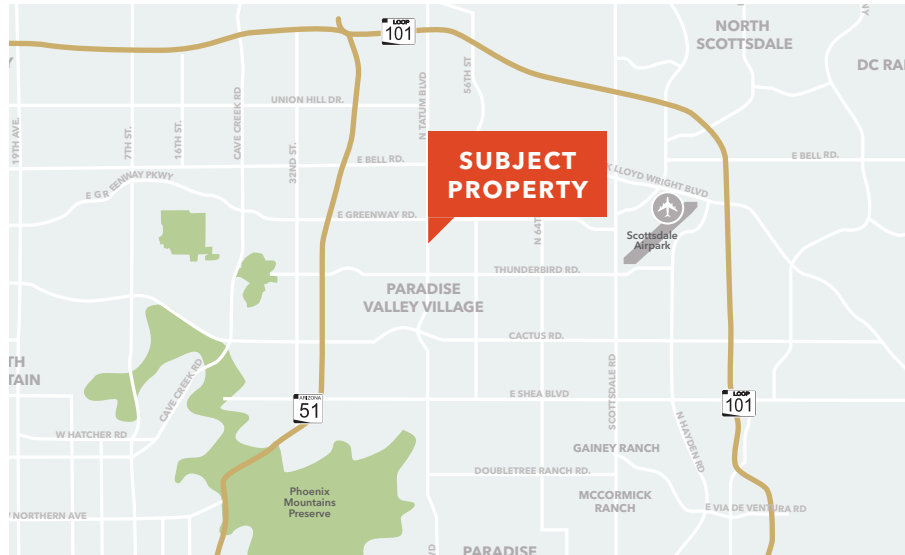 LOOP
101
NORTH
SCOTTSDALE
DC RA
56TH ST
N TATUM BLVD
UNION HILL DR.
CAVE CREEK RD
19TH AVE.
7TH ST.
16TH ST.
32ND ST.
E BELL RD.
SUBJECT
PROPERTY
K LLOYD WRIGHT BLVD
E BELL RD.
E GREENWAY PKWY
E GREENWAY RD.
N 64T
Scottsdale
Airpark
THUNDERBIRD RD.
PARADISE
VALLEY VILLAGE
CACTUS RD.
TH
TAIN
CAVE CREEK RD
E SHEA BLVD
SCOTTSDALE RD
ARIZONA
51
LOOP
101
N HAYDEN RD
W HATCHER RD
GAINEY RANCH
DOUBLETREE RANCH RD.
Phoenix
Mountains
Preserve
MCCORMICK
RANCH
E VIA DE VENTURA RD
NORTHERN AVE
PARADISE